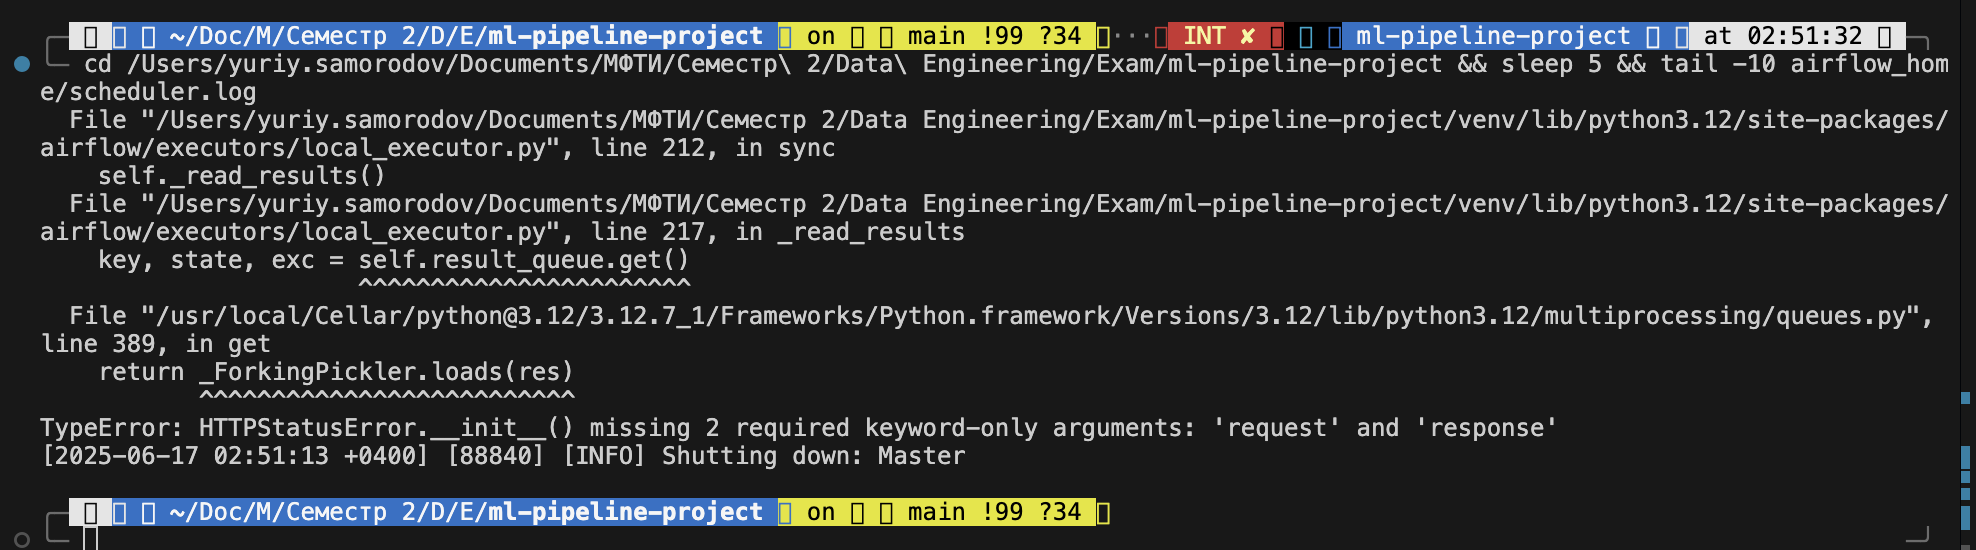 ~/Doc/M/Семестр 2/D/E/ml-pipeline-project on main !99 ?34 ··· INT ✘ ml-pipeline-project at 02:51:32
cd /Users/yuriy.samorodov/Documents/МФТИ/Семестр\ 2/Data\ Engineering/Exam/ml-pipeline-project && sleep 5 && tail -10 airflow_hom
e/scheduler.log
File "/Users/yuriy.samorodov/Documents/МФТИ/Семестр 2/Data Engineering/Exam/ml-pipeline-project/venv/lib/python3.12/site-packages/
airflow/executors/local_executor.py", line 212, in sync
self._read_results()
File "/Users/yuriy.samorodov/Documents/МФТИ/Семестр 2/Data Engineering/Exam/ml-pipeline-project/venv/lib/python3.12/site-packages/
airflow/executors/local_executor.py", line 217, in _read_results
key, state, exc = self.result_queue.get()
^^^^^^^^^^^^^^^^^^^^^^^
File "/usr/local/Cellar/python@3.12/3.12.7_1/Frameworks/Python.framework/Versions/3.12/lib/python3.12/multiprocessing/queues.py",
line 389, in get
return _ForkingPickler.loads(res)
^^^^^^^^^^^^^^^^^^^^^^^^^^
TypeError: HTTPStatusError.__init__() missing 2 required keyword-only arguments: 'request' and 'response'
[2025-06-17 02:51:13 +0400] [88840] [INFO] Shutting down: Master
~/Doc/M/Семестр 2/D/E/ml-pipeline-project on main !99 ?34